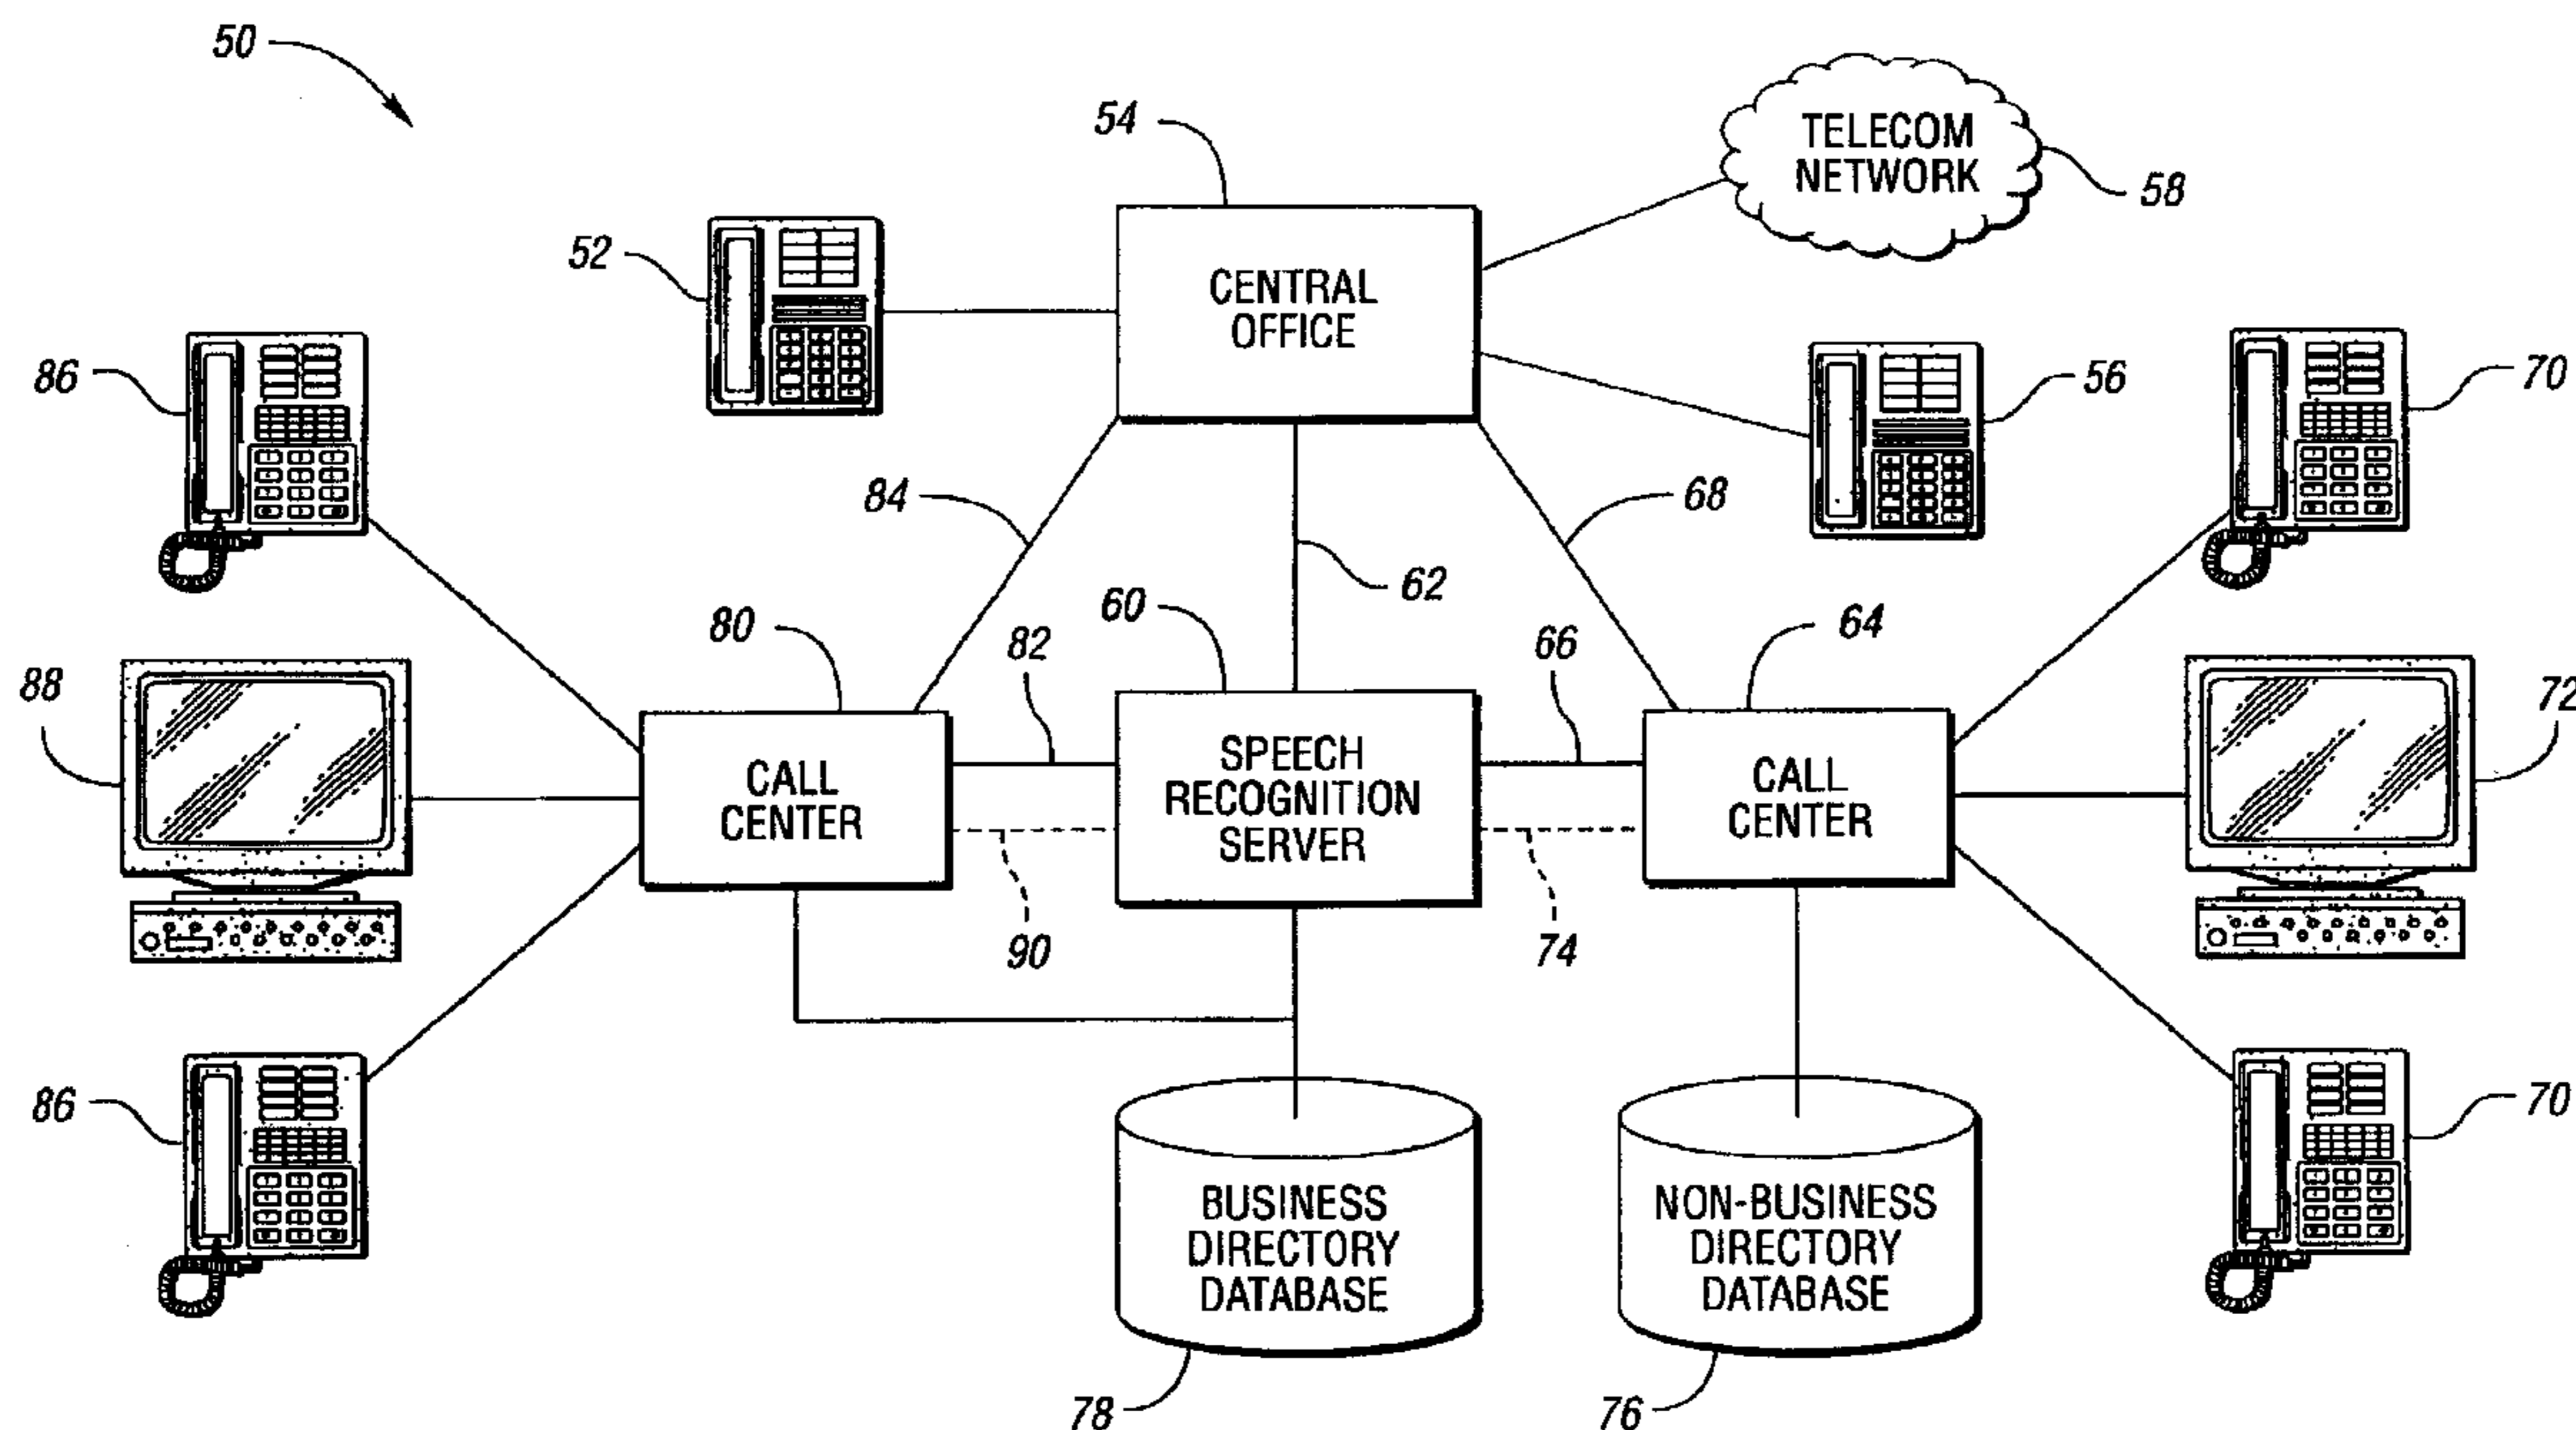 50
54
TELECOM
NETWORK
58
52
CENTRAL
OFFICE
86
56
70
84
68
62
80
60
64
82
66
88
72
CALL
CENTER
SPEECH
RECOGNITION
SERVER
CALL
CENTER
90
74
86
70
BUSINESS
DIRECTORY
DATABASE
NON-BUSINESS
DIRECTORY
DATABASE
78
76